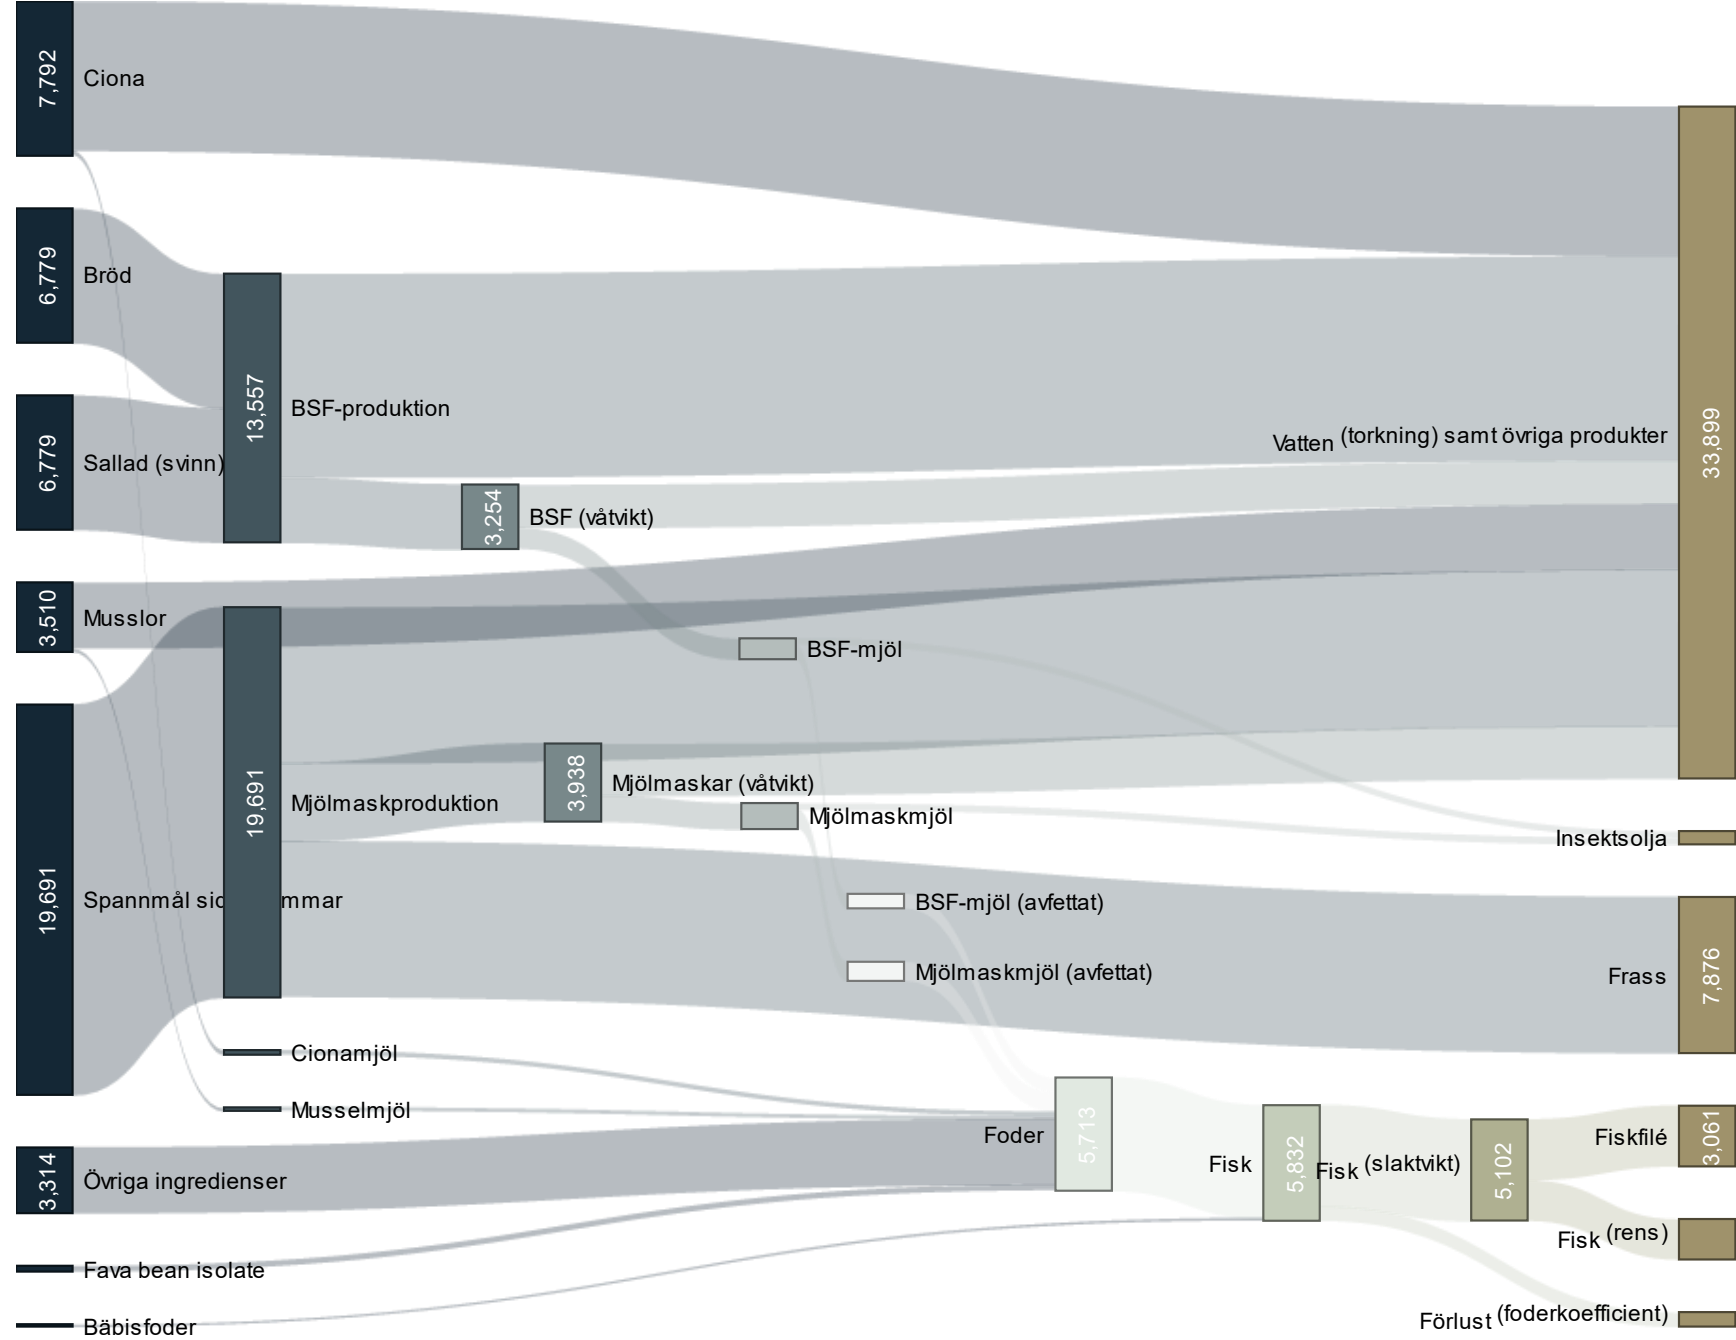 7,792
Ciona
6,779
Bröd
13,557
BSF-produktion
6,779
Sallad (svinn)
Vatten (torkning) samt övriga produkter
33,899
3,254
BSF (våtvikt)
3,510
Musslor
BSF-mjöl
19,691
Mjölmaskproduktion
3,938
Mjölmaskar (våtvikt)
Mjölmaskmjöl
Insektsolja
19,691
Spannmål sid mmar
BSF-mjöl (avfettat)
Mjölmaskmjöl (avfettat)
Frass
7,876
Cionamjöl
Musselmjöl
Foder
5,713
Fisk
5,832
Fisk (slaktvikt)
5,102
Fiskfilé
3,061
3,314
Övriga ingredienser
Fisk (rens)
Fava bean isolate
Bäbisfoder
Förlust (foderkoefficient)